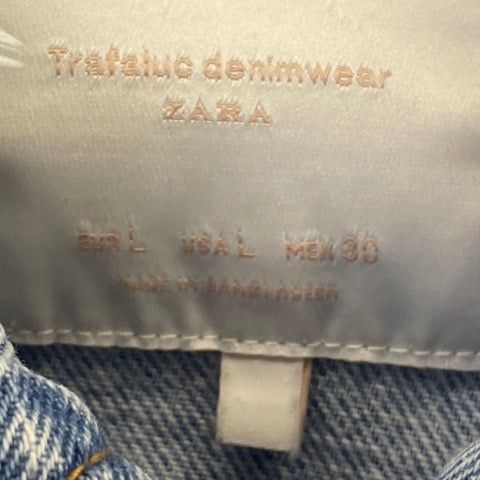 Trafaluc denimwear
ZARA
EUR L USA L MEX 30
MADE IN BANGLADESH